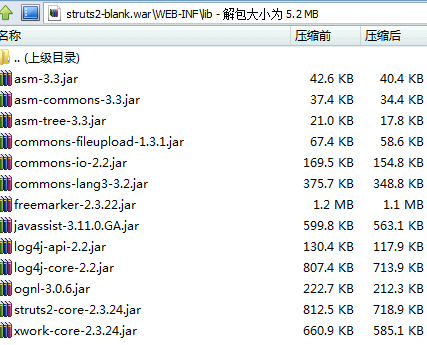 struts2-blank.war\WEB-INF\lib - 解包大小为 5.2 MB
名称 压缩前 压缩后
.. (上级目录)
asm-3.3.jar 42.6 KB 40.4 KB
asm-commons-3.3.jar 37.4 KB 34.4 KB
asm-tree-3.3.jar 21.0 KB 17.8 KB
commons-fileupload-1.3.1.jar 67.4 KB 58.6 KB
commons-io-2.2.jar 169.5 KB 154.8 KB
commons-lang3-3.2.jar 375.7 KB 348.8 KB
freemarker-2.3.22.jar 1.2 MB 1.1 MB
javassist-3.11.0.GA.jar 599.8 KB 563.1 KB
log4j-api-2.2.jar 130.4 KB 117.9 KB
log4j-core-2.2.jar 807.4 KB 713.9 KB
ognl-3.0.6.jar 222.7 KB 212.3 KB
struts2-core-2.3.24.jar 812.5 KB 718.9 KB
xwork-core-2.3.24.jar 660.9 KB 585.1 KB